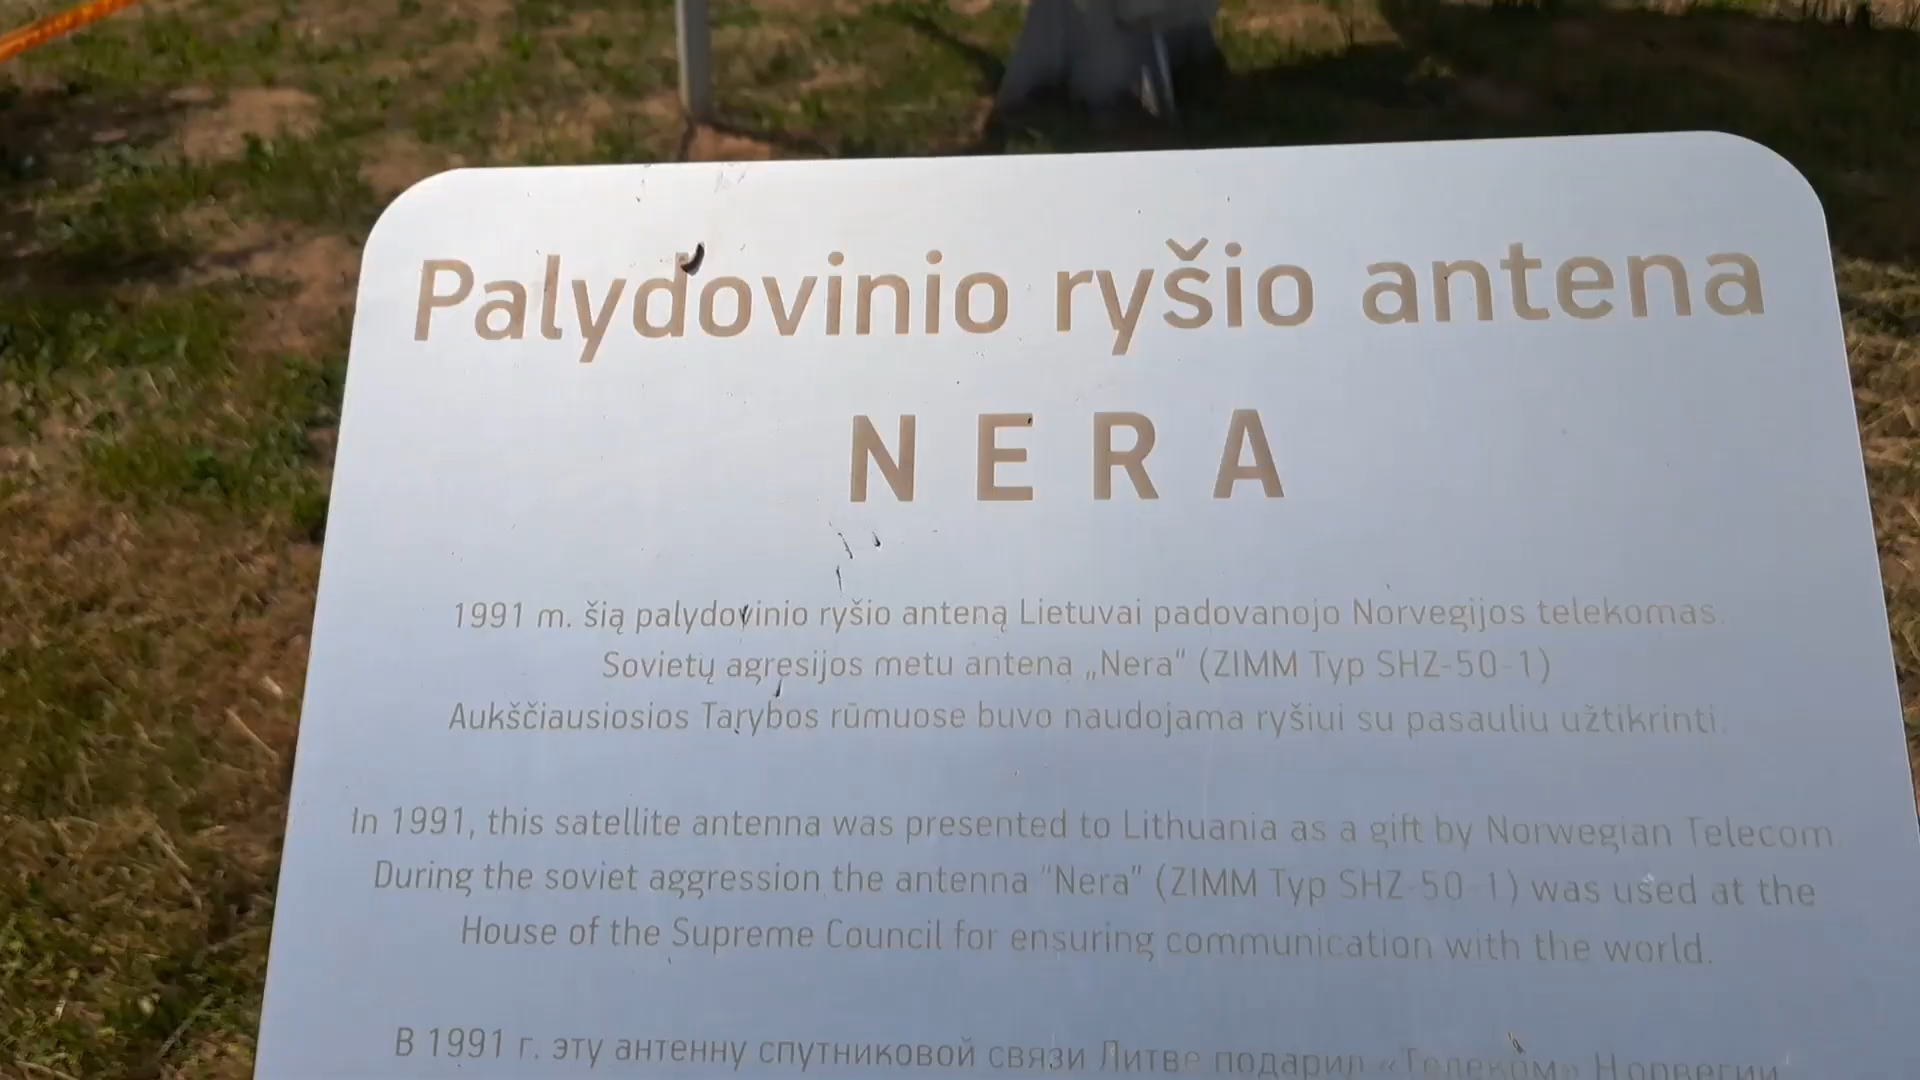 Palydovinio ryšio antena
NERA
1991 m. šią palydovinio ryšio anteną Lietuvai padovanojo Norvegijos telekomas.
Sovietų agresijos metu antena „Nera“ (ZIMM Typ SHZ-50-1)
Aukščiausiosios Tarybos rūmuose buvo naudojama ryšiui su pasauliu užtikrinti.
In 1991, this satellite antenna was presented to Lithuania as a gift by Norwegian Telecom.
During the soviet aggression the antenna "Nera" (ZIMM Typ SHZ-50-1) was used at the
House of the Supreme Council for ensuring communication with the world.
В 1991 г. эту антенну спутниковой связи Литве подарил «Телеком» Норвегии.